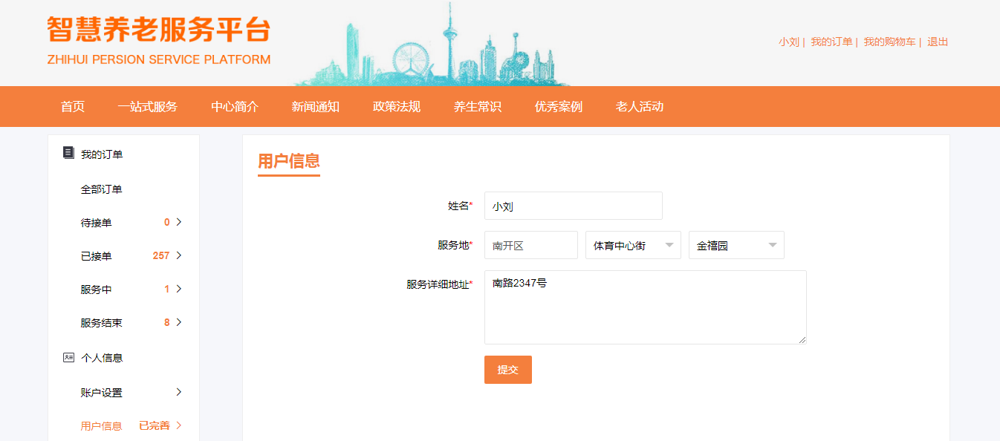 智慧养老服务平台
ZHIHUI PERSION SERVICE PLATFORM
小刘 | 我的订单 | 我的购物车 | 退出
首页 一站式服务 中心简介 新闻通知 政策法规 养生常识 优秀案例 老人活动
我的订单
全部订单
待接单 0
已接单 257
服务中 1
服务结束 8
个人信息
账户设置
用户信息 已完善
用户信息
姓名* 小刘
服务地* 南开区 体育中心街 金禧园
服务详细地址* 南路2347号
提交